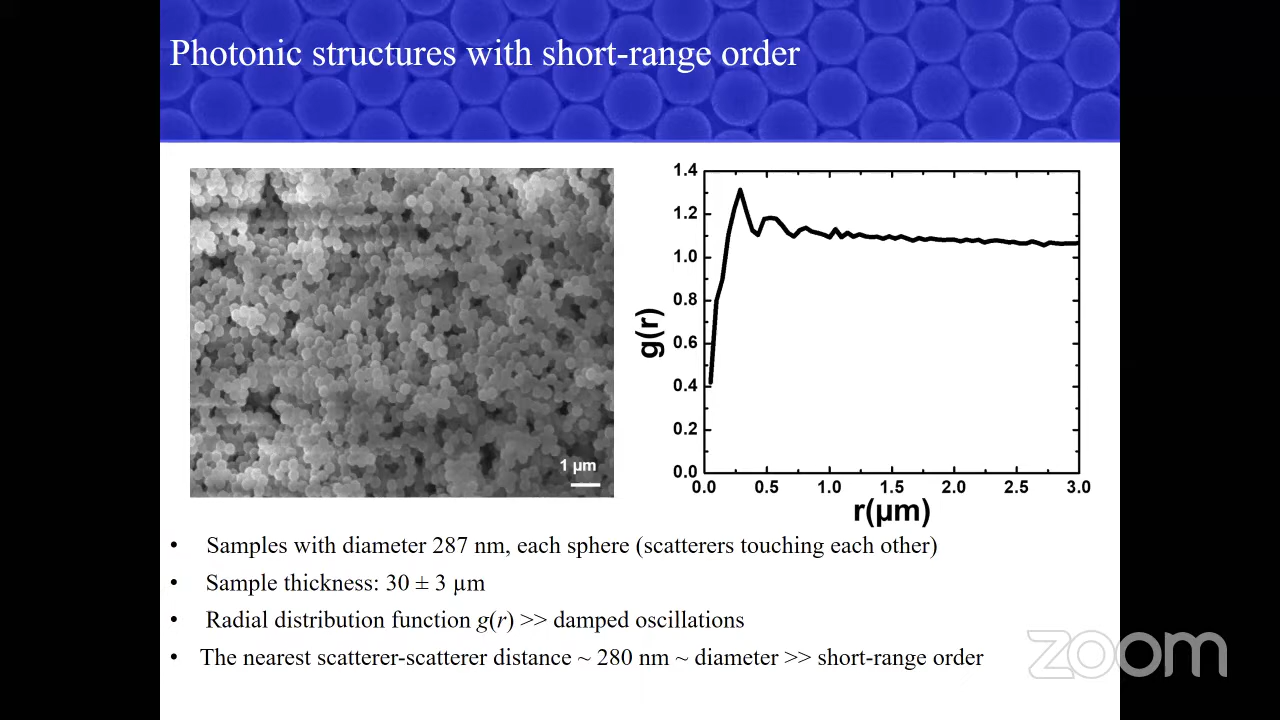 Photonic structures with short-range order
1 µm
1.4
1.2
1.0
0.8
0.6
0.4
0.2
0.0
g(r)
0.0 0.5 1.0 1.5 2.0 2.5 3.0
r(µm)
• Samples with diameter 287 nm, each sphere (scatterers touching each other)
• Sample thickness: 30 ± 3 µm
• Radial distribution function g(r) >> damped oscillations
• The nearest scatterer-scatterer distance ~ 280 nm ~ diameter >> short-range order
zoom